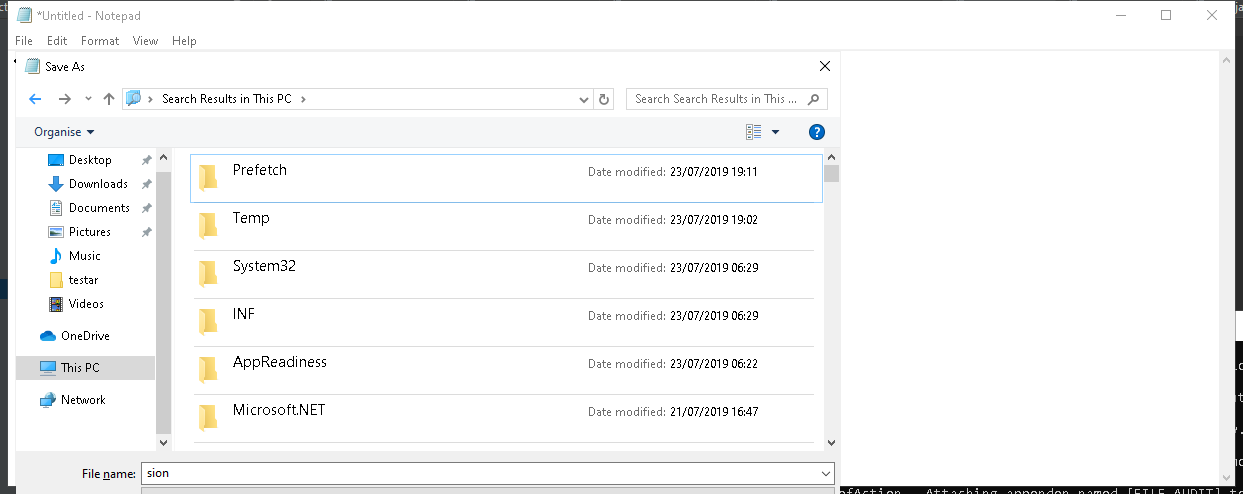 *Untitled - Notepad
File Edit Format View Help
Save As
Search Results in This PC
Search Search Results in This ...
Organise
Desktop
Downloads
Documents
Pictures
Music
testar
Videos
OneDrive
This PC
Network
Prefetch Date modified: 23/07/2019 19:11
Temp Date modified: 23/07/2019 19:02
System32 Date modified: 23/07/2019 06:29
INF Date modified: 23/07/2019 06:29
AppReadiness Date modified: 23/07/2019 06:22
Microsoft.NET Date modified: 21/07/2019 16:47
File name: sion
ofAction - Attaching appender named [FILE_AUDIT] to